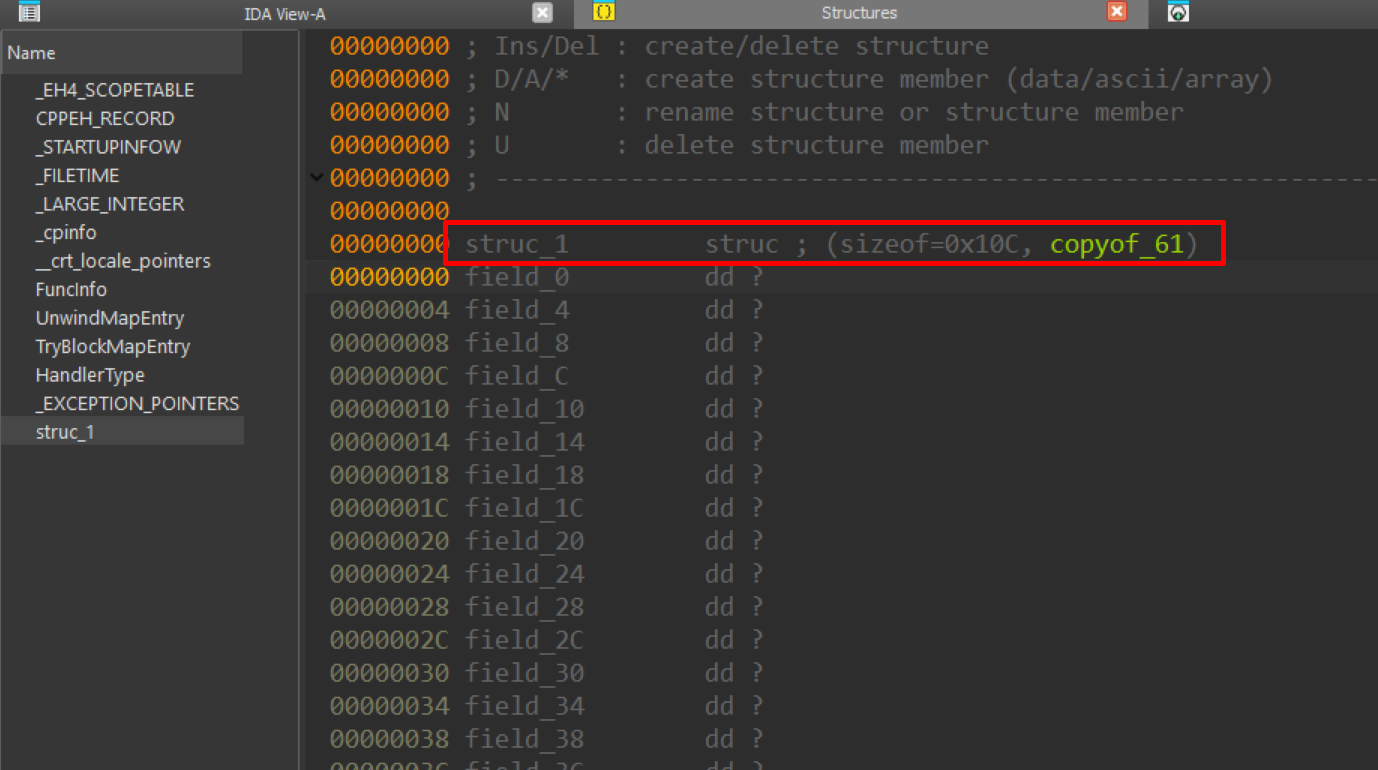 IDA View-A
Structures
Name
_EH4_SCOPETABLE
CPPEH_RECORD
_STARTUPINFOW
_FILETIME
_LARGE_INTEGER
_cpinfo
__crt_locale_pointers
FuncInfo
UnwindMapEntry
TryBlockMapEntry
HandlerType
_EXCEPTION_POINTERS
struc_1
00000000 ; Ins/Del : create/delete structure
00000000 ; D/A/* : create structure member (data/ascii/array)
00000000 ; N : rename structure or structure member
00000000 ; U : delete structure member
00000000 ; ---------------------------------------------------------------
00000000
00000000 struc_1 struc ; (sizeof=0x10C, copyof_61)
00000000 field_0 dd ?
00000004 field_4 dd ?
00000008 field_8 dd ?
0000000C field_C dd ?
00000010 field_10 dd ?
00000014 field_14 dd ?
00000018 field_18 dd ?
0000001C field_1C dd ?
00000020 field_20 dd ?
00000024 field_24 dd ?
00000028 field_28 dd ?
0000002C field_2C dd ?
00000030 field_30 dd ?
00000034 field_34 dd ?
00000038 field_38 dd ?
0000003C field_3C dd ?